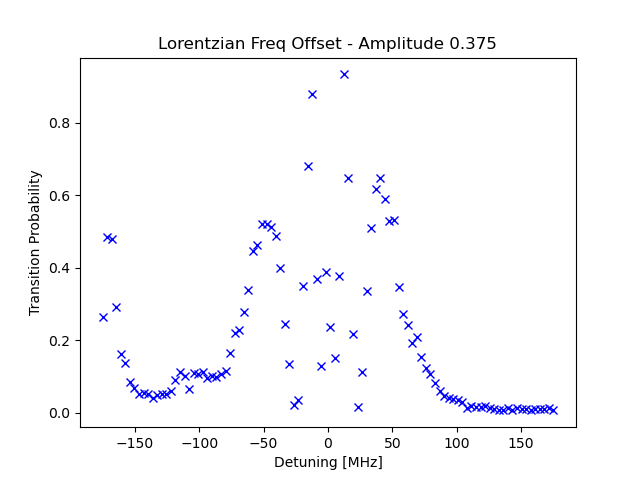 Lorentzian Freq Offset - Amplitude 0.375
0.8
0.6
0.4
0.2
0.0
Transition Probability
−150 −100 −50 0 50 100 150
Detuning [MHz]